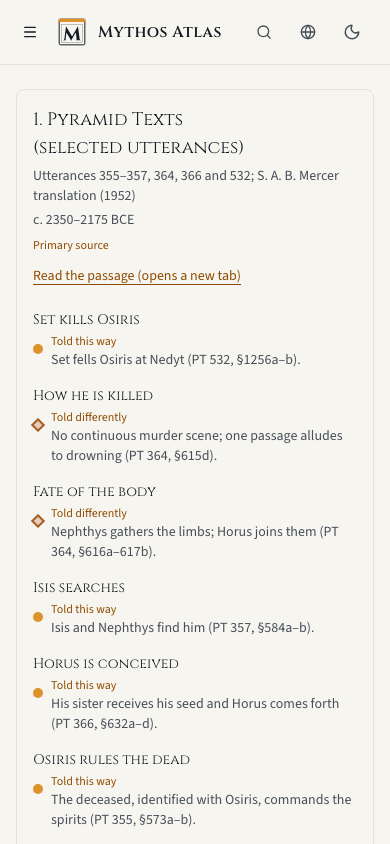 M Mythos Atlas
1. Pyramid Texts
(selected utterances)
Utterances 355–357, 364, 366 and 532; S. A. B. Mercer
translation (1952)
c. 2350–2175 BCE
Primary source
Read the passage (opens a new tab)
Set kills Osiris
Told this way
Set fells Osiris at Nedyt (PT 532, §1256a–b).
How he is killed
Told differently
No continuous murder scene; one passage alludes
to drowning (PT 364, §615d).
Fate of the body
Told differently
Nephthys gathers the limbs; Horus joins them (PT
364, §616a–617b).
Isis searches
Told this way
Isis and Nephthys find him (PT 357, §584a–b).
Horus is conceived
Told this way
His sister receives his seed and Horus comes forth
(PT 366, §632a–d).
Osiris rules the dead
Told this way
The deceased, identified with Osiris, commands the
spirits (PT 355, §573a–b).